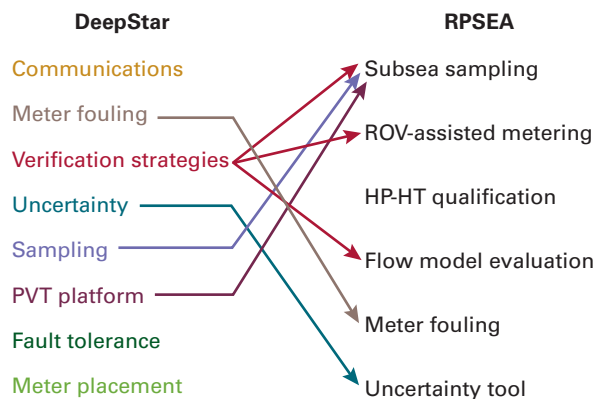 DeepStar
Communications
Meter fouling
Verification strategies
Uncertainty
Sampling
PVT platform
Fault tolerance
Meter placement
RPSEA
Subsea sampling
ROV-assisted metering
HP-HT qualification
Flow model evaluation
Meter fouling
Uncertainty tool